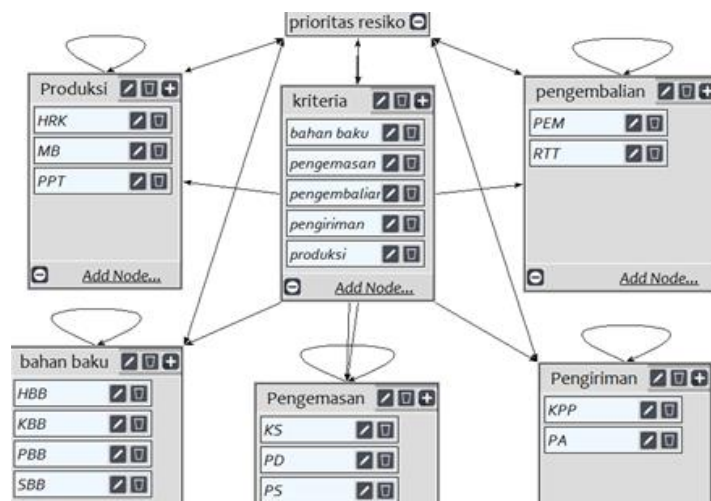 prioritas resiko
Produksi
HRK
MB
PPT
Add Node...
kriteria
bahan baku
pengemasan
pengembalian
pengiriman
produksi
Add Node...
pengembalian
PEM
RTT
Add Node...
bahan baku
HBB
KBB
PBB
SBB
Pengemasan
KS
PD
PS
Pengiriman
KPP
PA